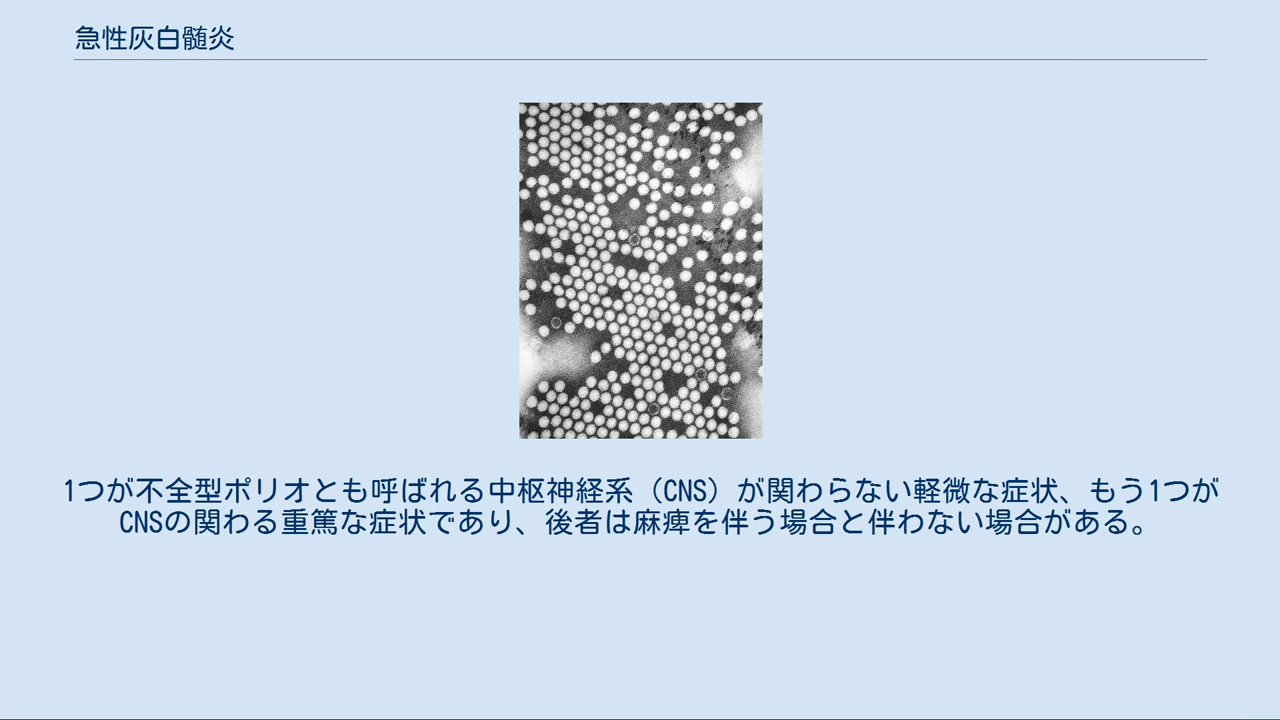 急性灰白髄炎
1つが不全型ポリオとも呼ばれる中枢神経系（CNS）が関わらない軽微な症状、もう1つが
CNSの関わる重篤な症状であり、後者は麻痺を伴う場合と伴わない場合がある。